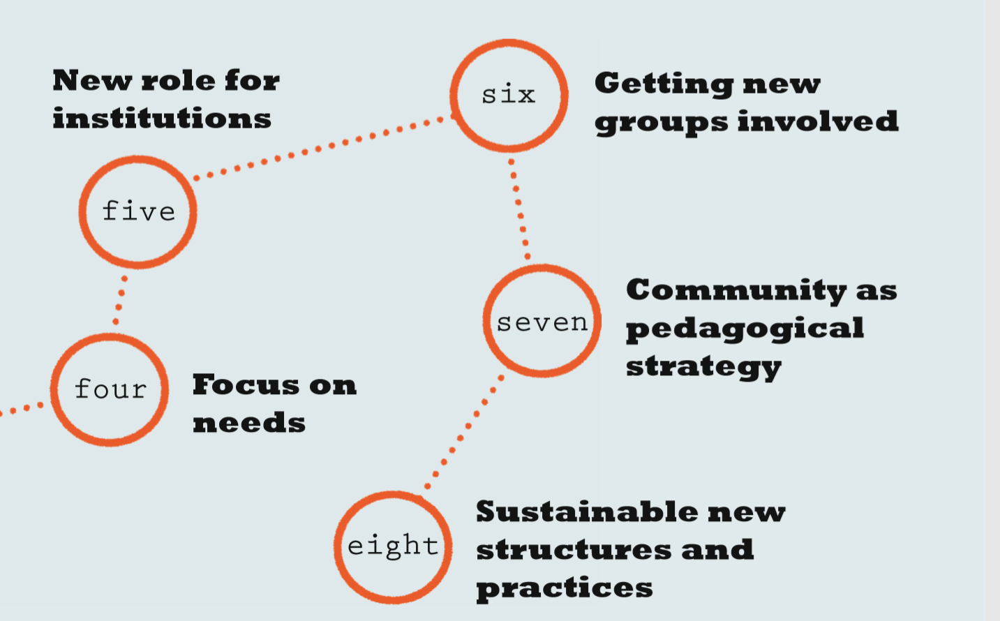 four
Focus on
needs
five
New role for
institutions
six
Getting new
groups involved
seven
Community as
pedagogical
strategy
eight
Sustainable new
structures and
practices